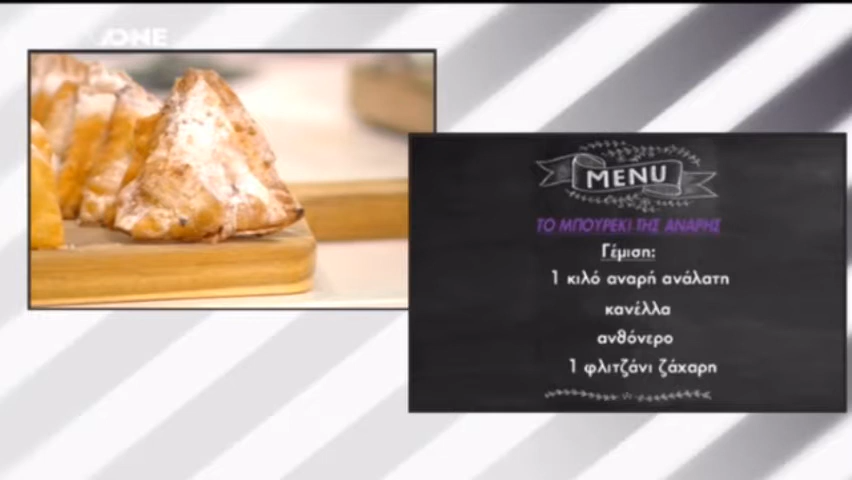 ONE
MENU
ΤΟ ΜΠΟΥΡΕΚΙ ΤΗΣ ΑΝΑΡΗΣ
Γέμιση:
1 κιλό αναρή ανάλατη
κανέλλα
ανθόνερο
1 φλιτζάνι ζάχαρη